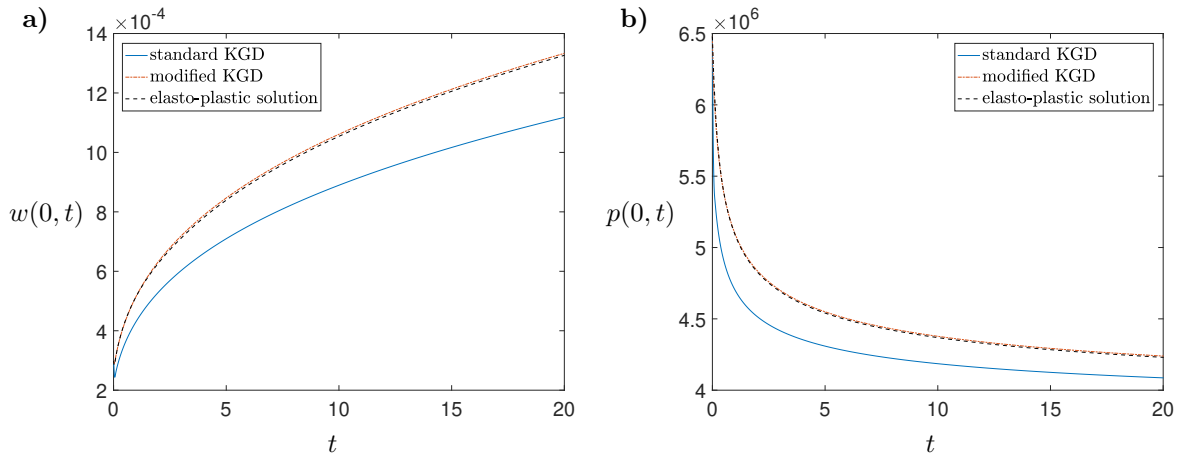 a)
×10⁻⁴
14
12
10
8
6
4
2
w(0, t)
standard KGD
modified KGD
elasto-plastic solution
0 5 10 15 20
t
b)
×10⁶
6.5
6
5.5
5
4.5
4
p(0, t)
standard KGD
modified KGD
elasto-plastic solution
0 5 10 15 20
t